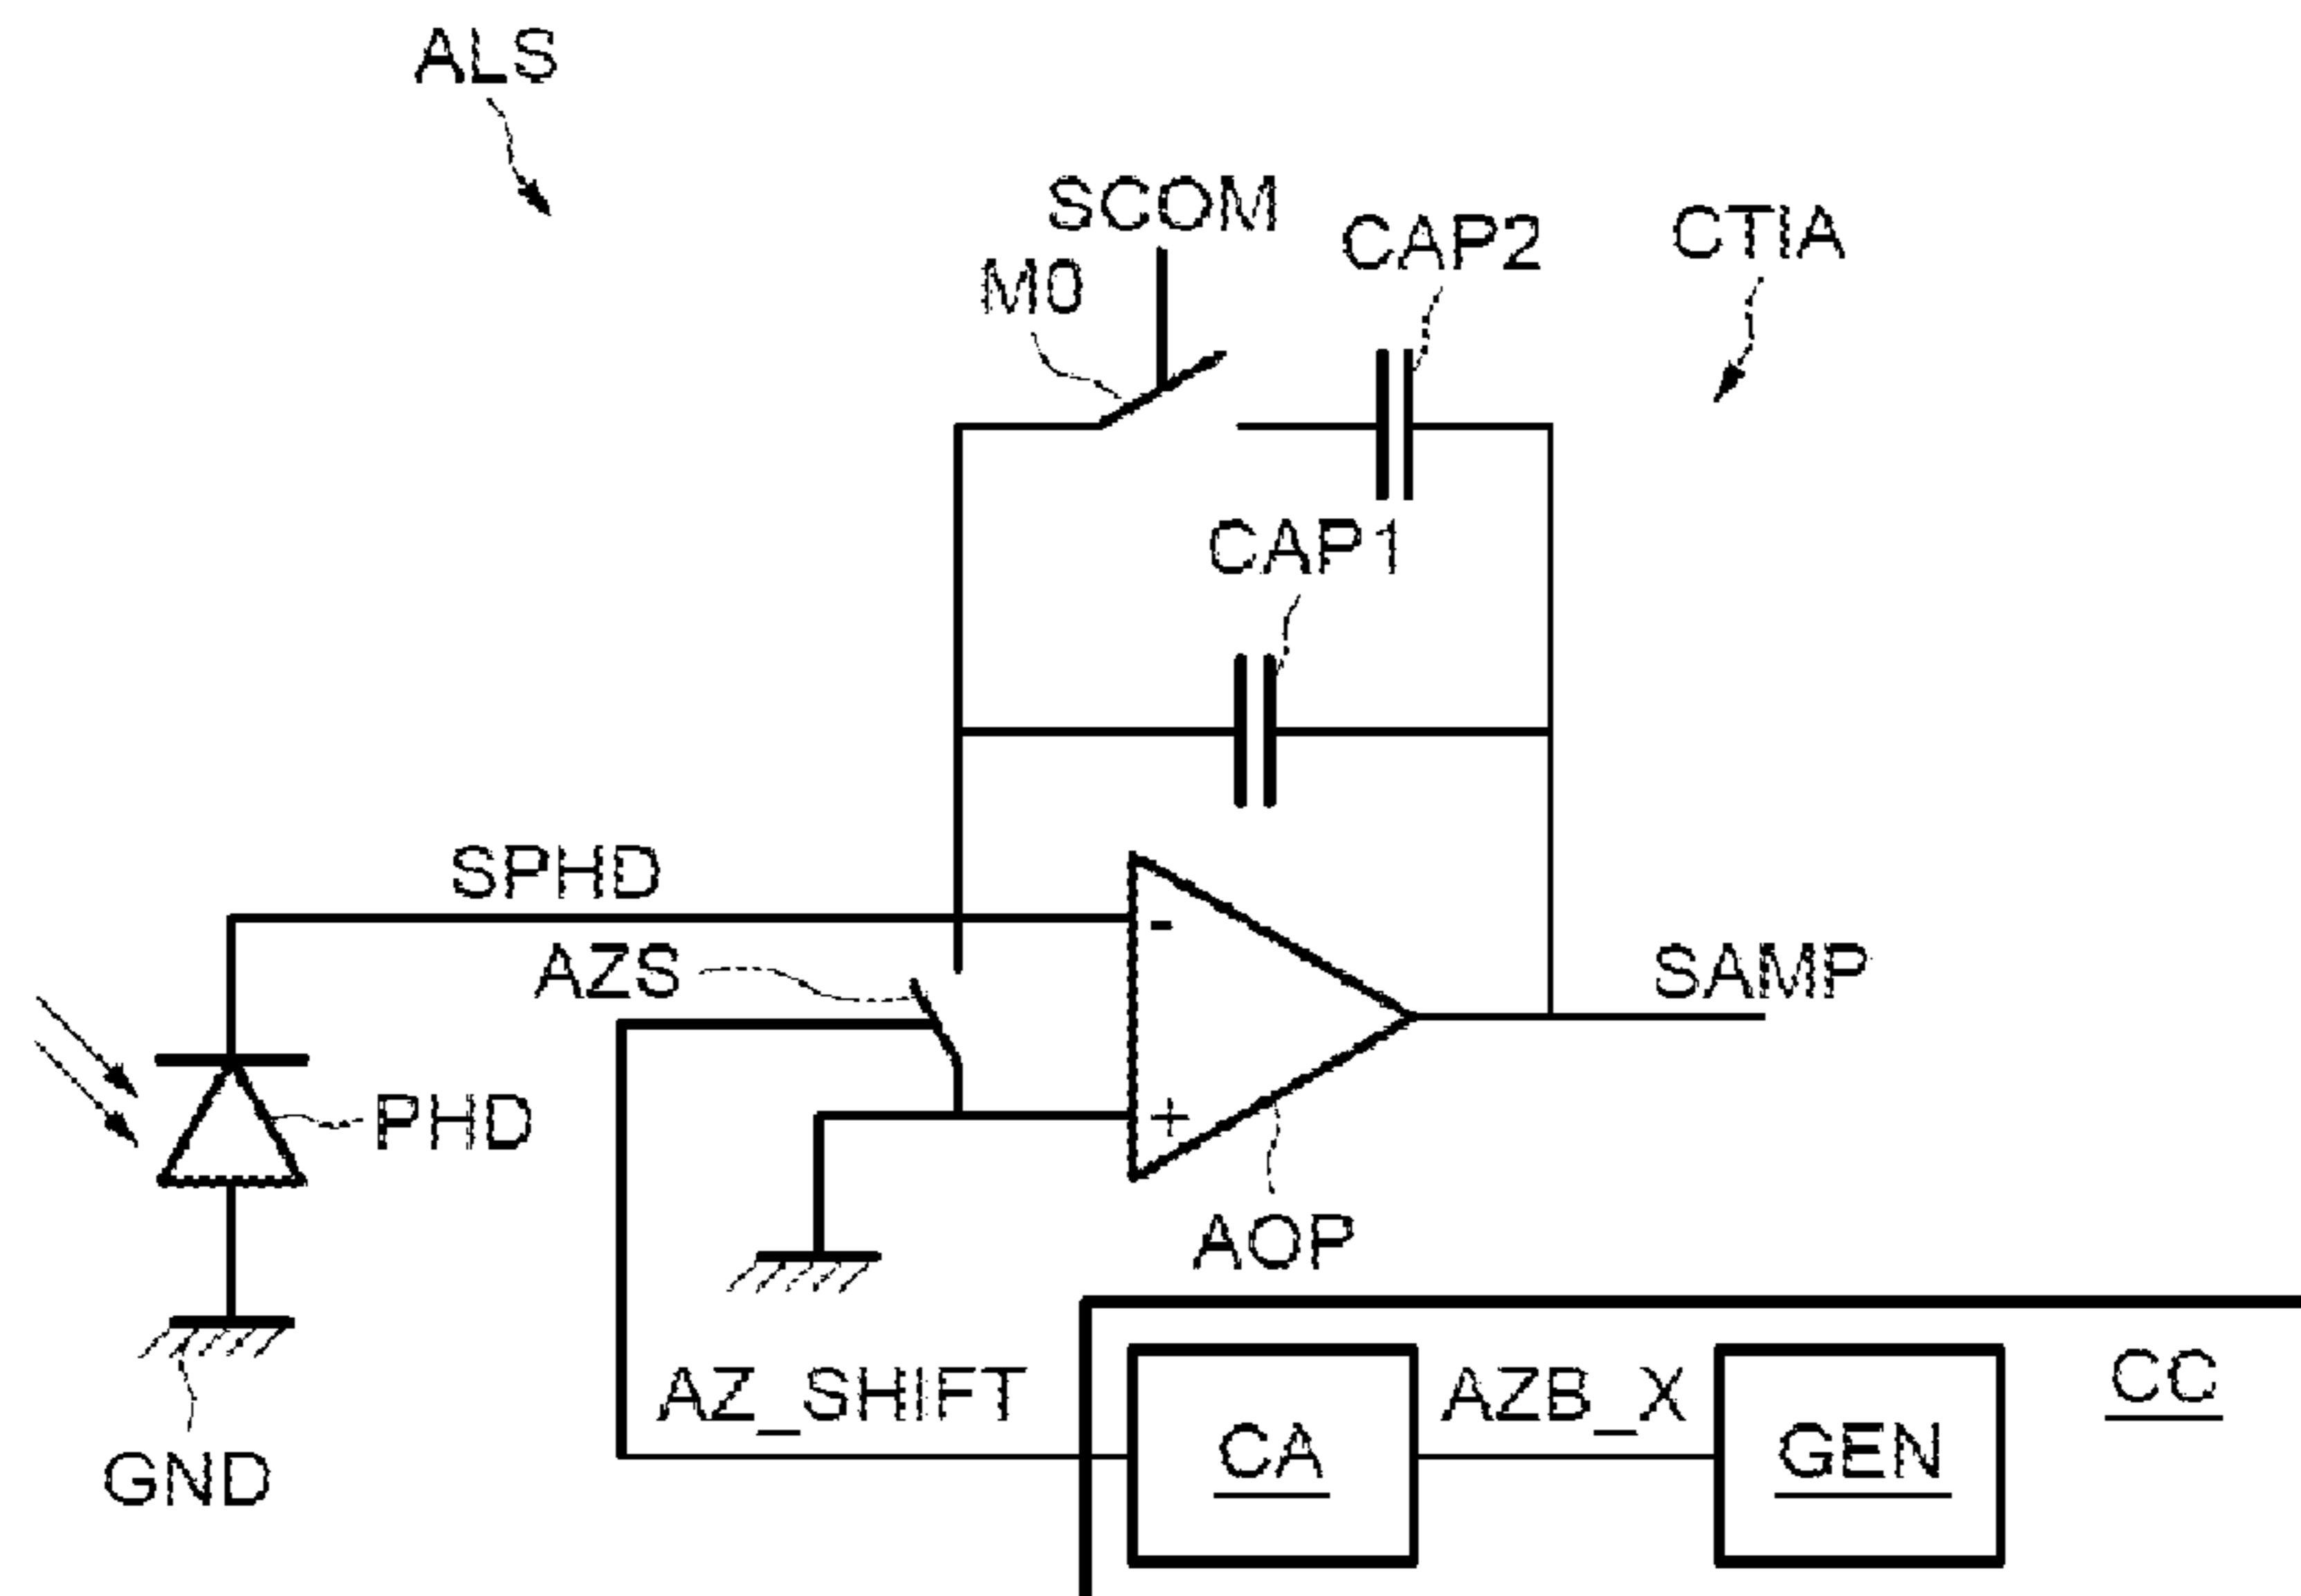 ALS
SCOM
CAP2
CTIA
M0
CAP1
SPHD
AZS
-
SAMP
PHD
+
AOP
AZ_SHIFT
AZB_X
CC
CA
GEN
GND